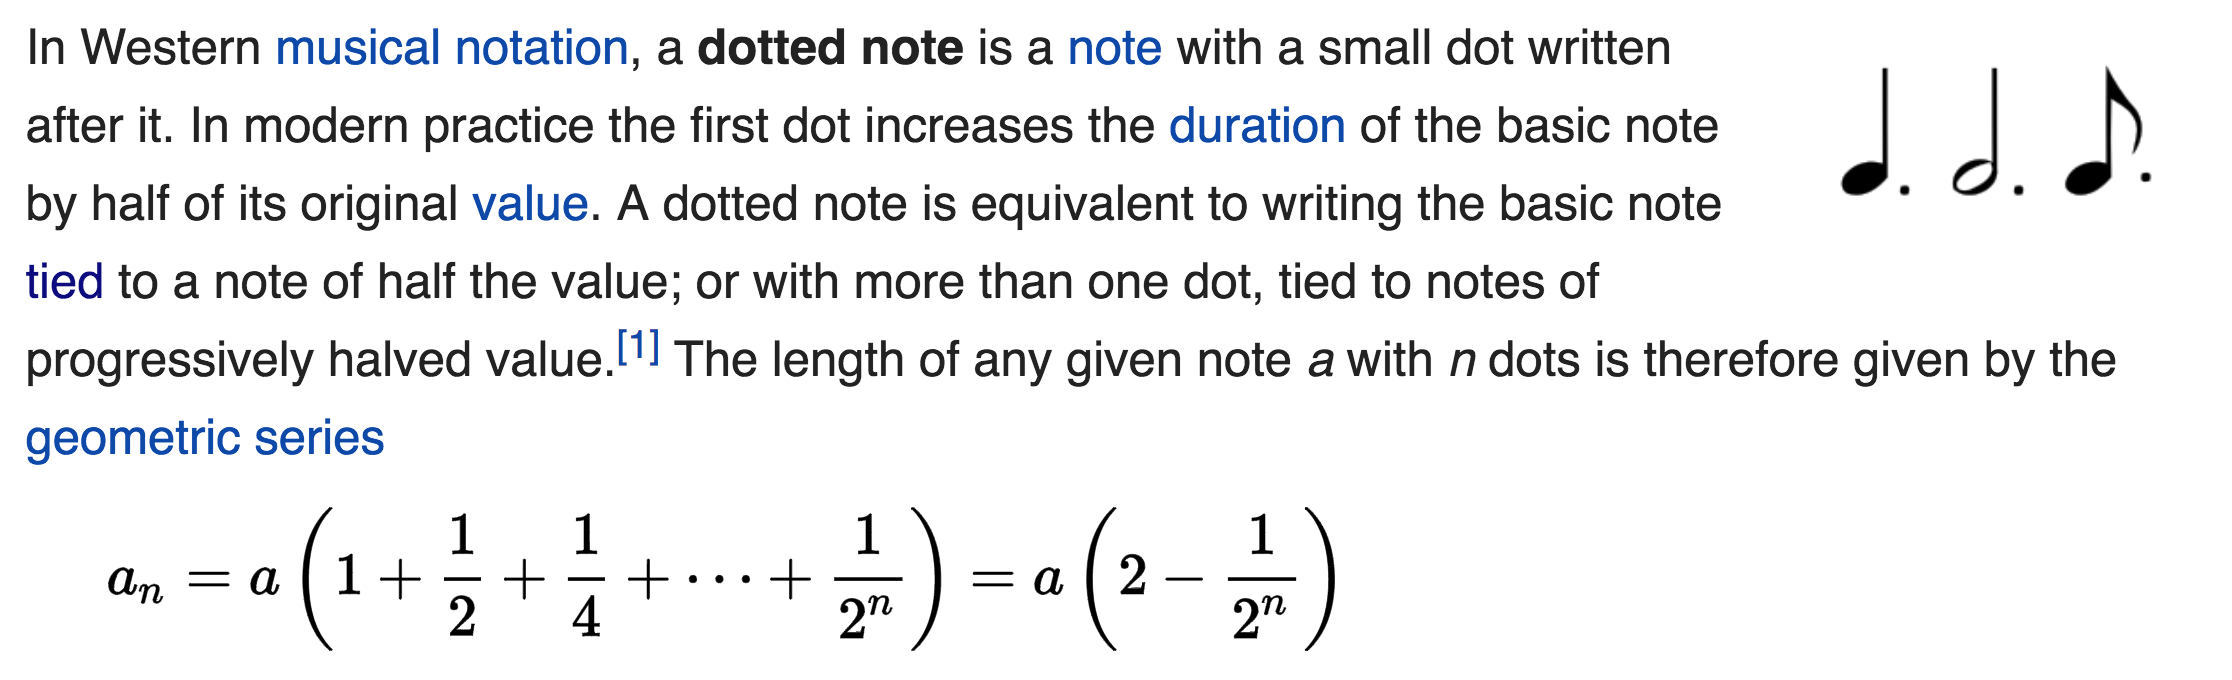 In Western musical notation, a dotted note is a note with a small dot written
after it. In modern practice the first dot increases the duration of the basic note
by half of its original value. A dotted note is equivalent to writing the basic note
tied to a note of half the value; or with more than one dot, tied to notes of
progressively halved value.[1] The length of any given note a with n dots is therefore given by the
geometric series
aₙ = a (1 + 1/2 + 1/4 + ⋯ + 1/2ⁿ) = a (2 − 1/2ⁿ)